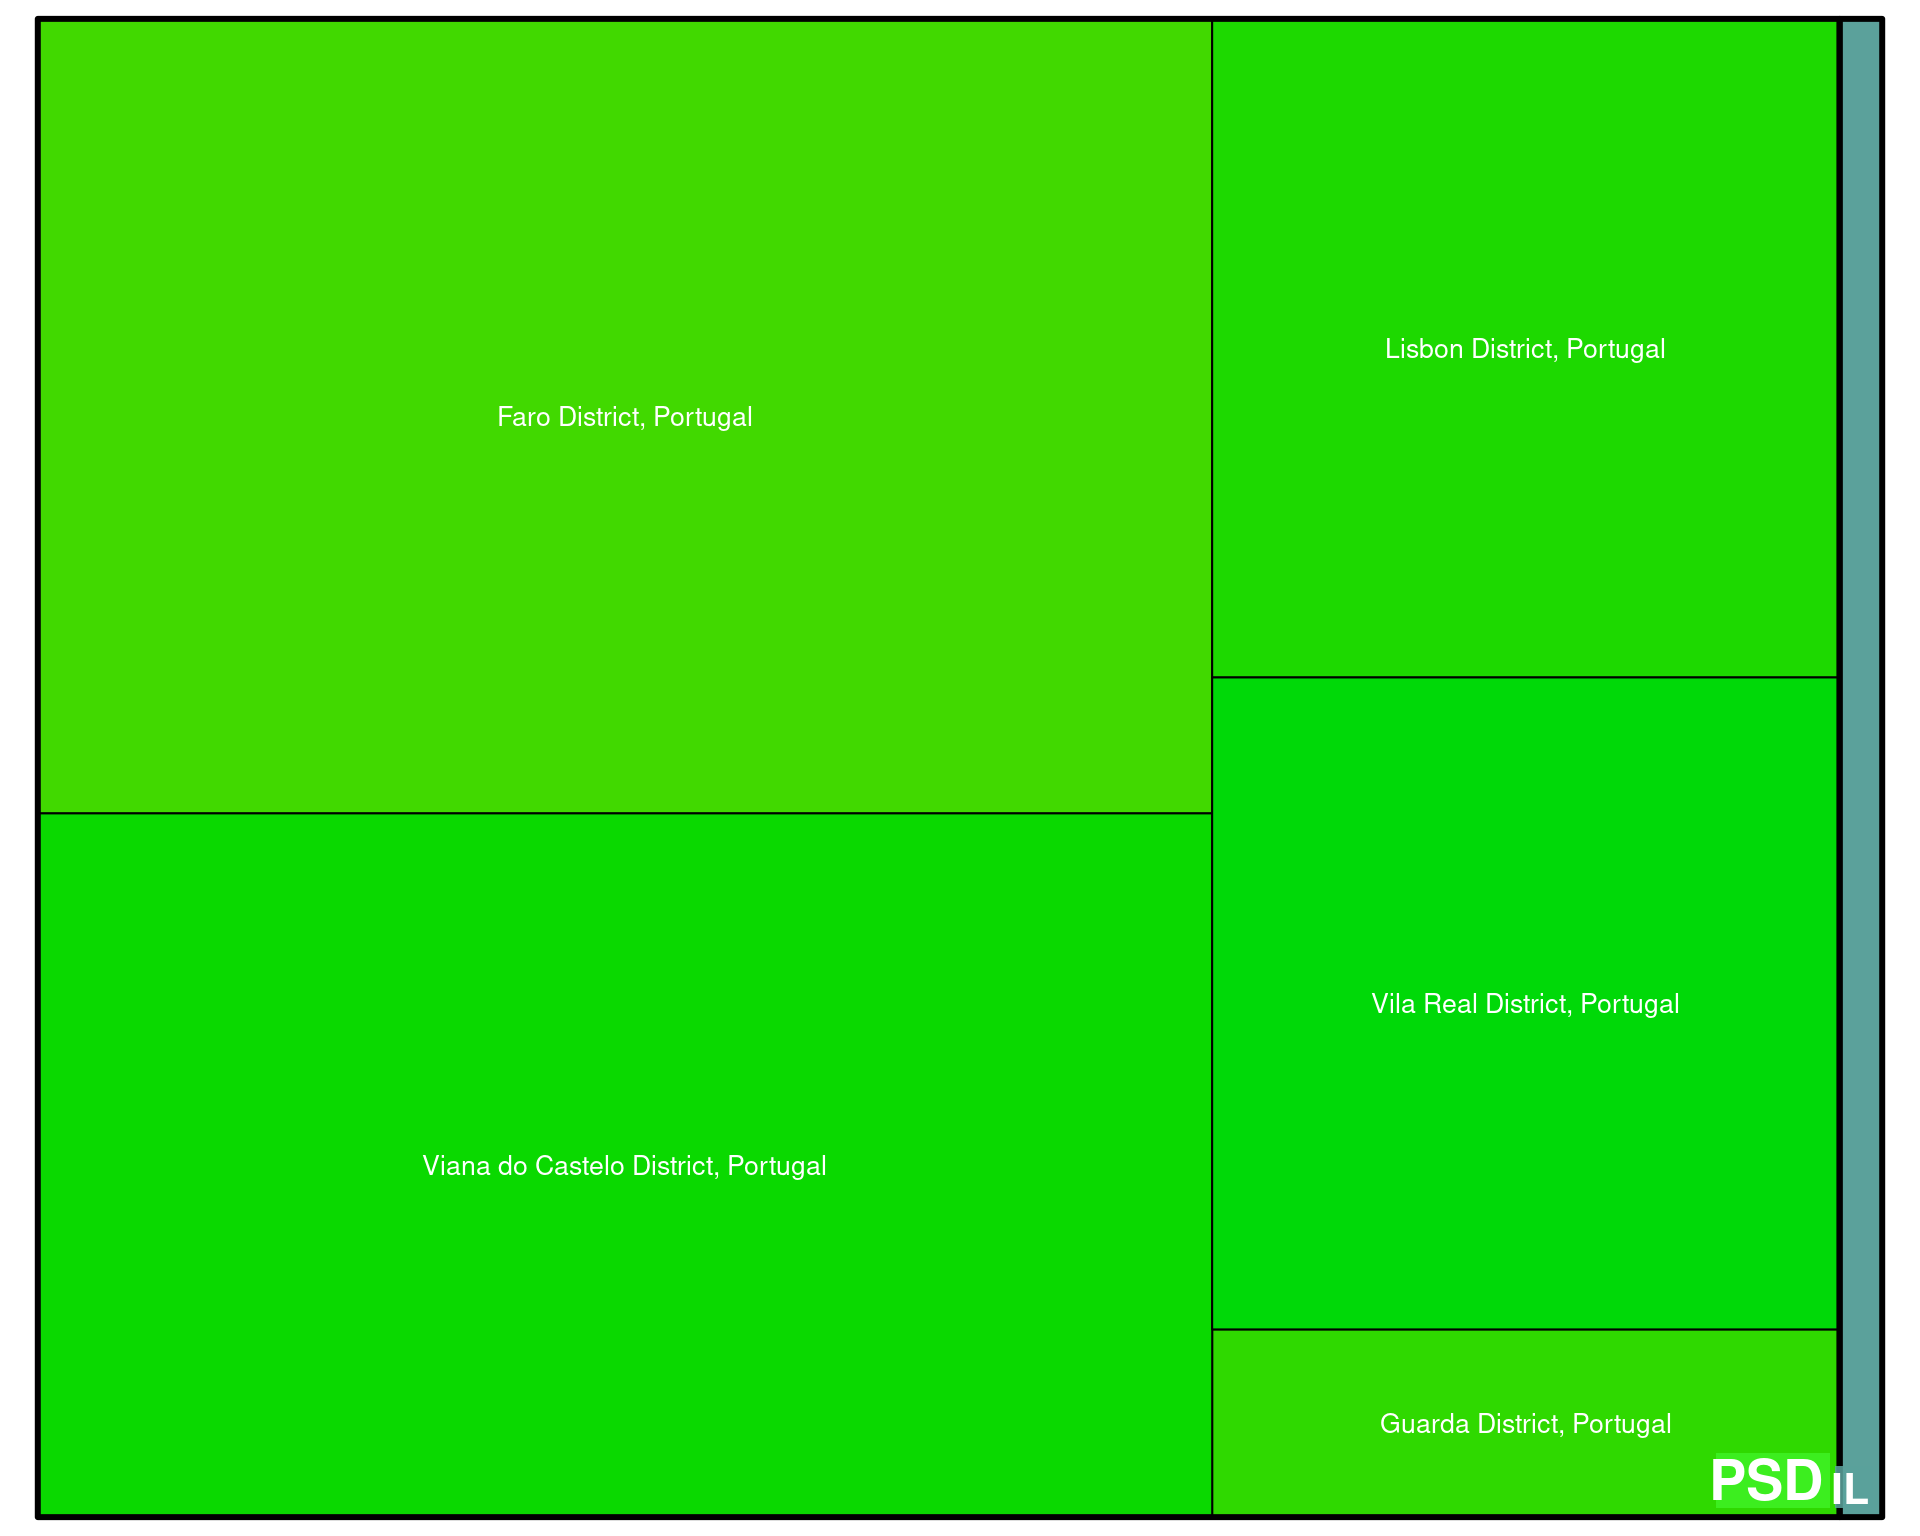 Faro District, Portugal
Lisbon District, Portugal
Viana do Castelo District, Portugal
Vila Real District, Portugal
Guarda District, Portugal
PSD
IL